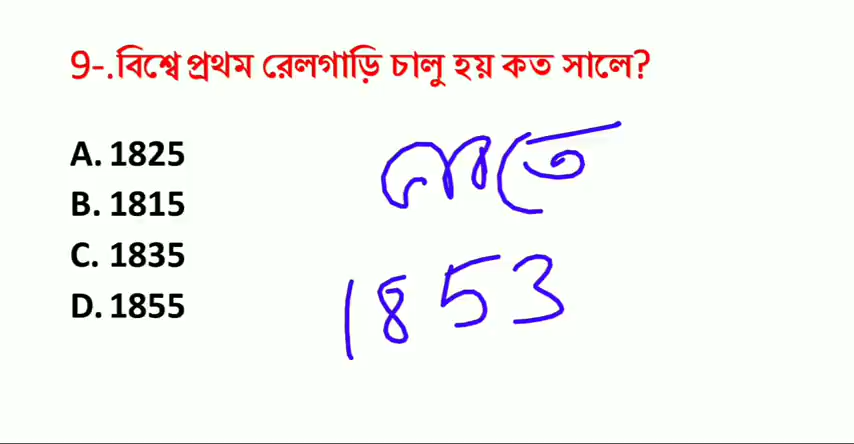 9-.বিশ্বে প্রথম রেলগাড়ি চালু হয় কত সালে?
A. 1825
B. 1815
C. 1835
D. 1855
1853